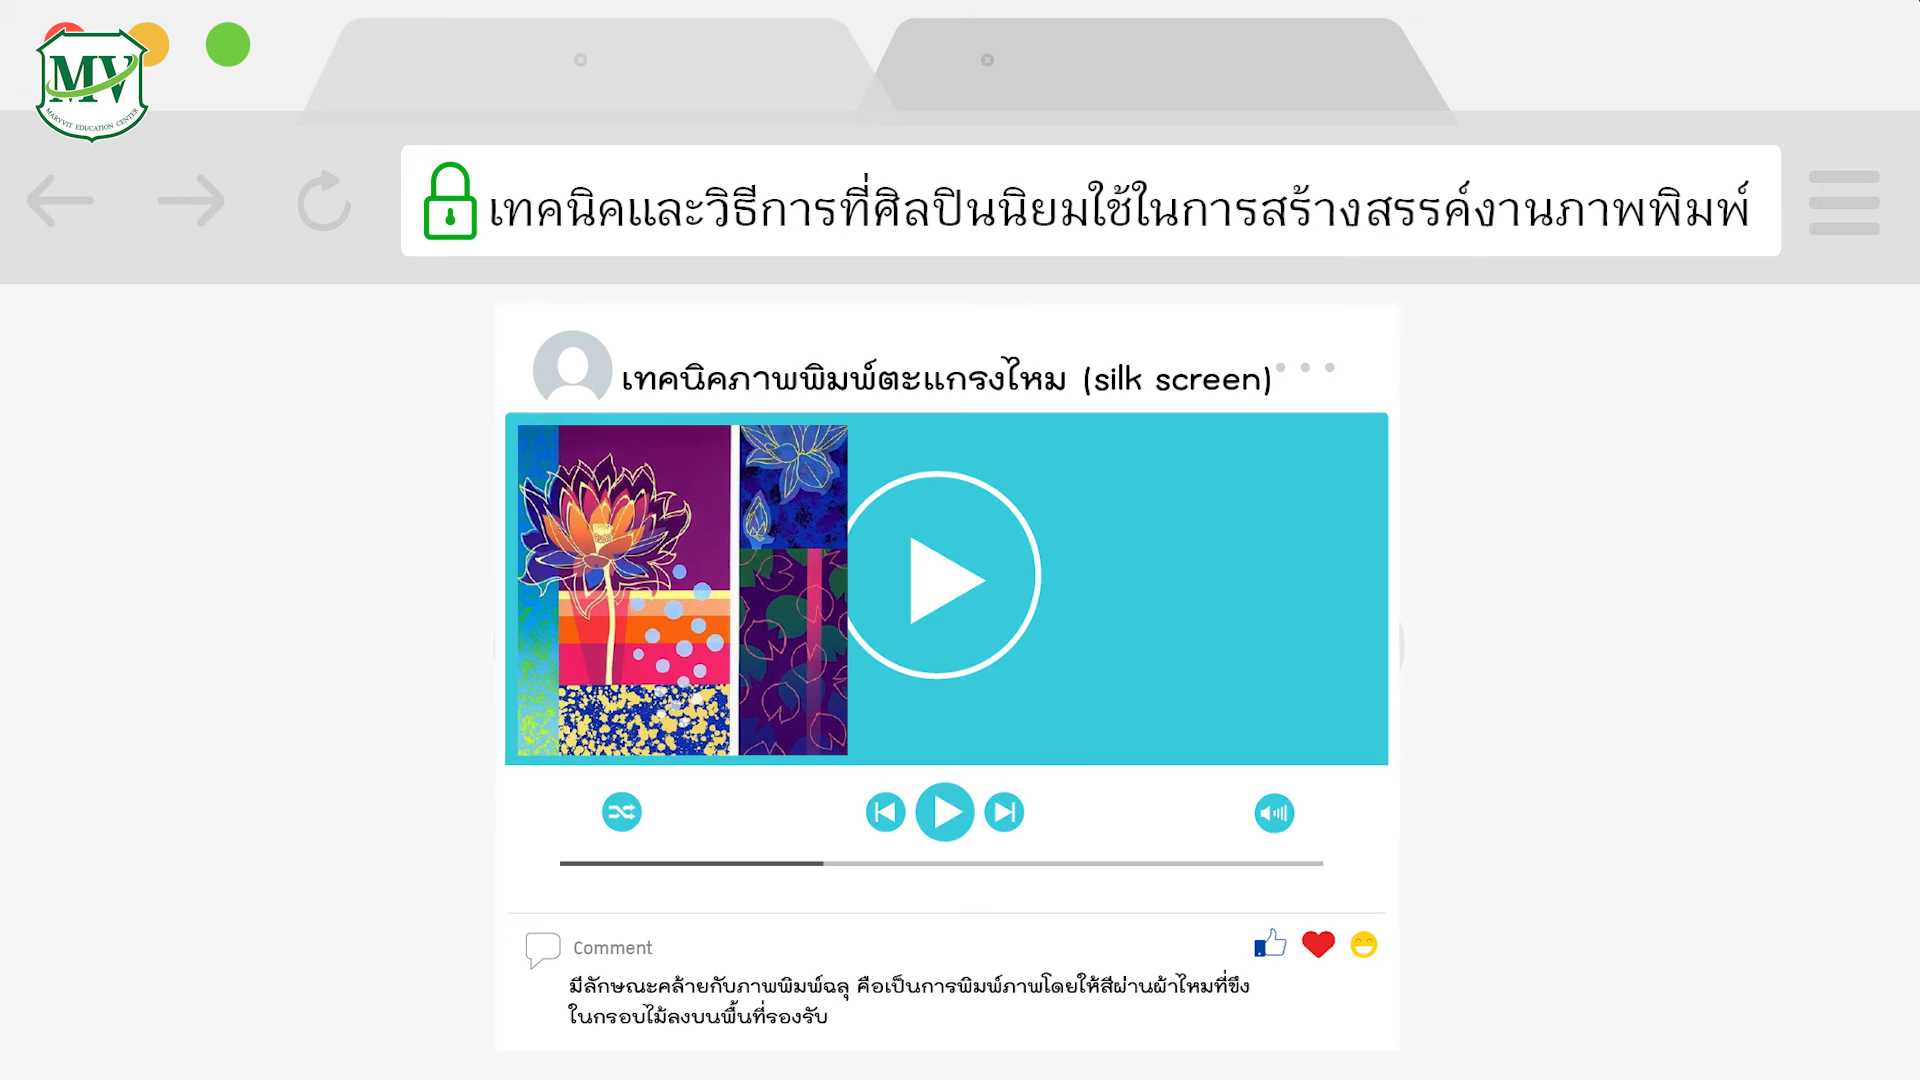 MV
MARYVIT EDUCATION CENTER
เทคนิคและวิธีการที่ศิลปินนิยมใช้ในการสร้างสรรค์งานภาพพิมพ์
เทคนิคภาพพิมพ์ตะแกรงไหม (silk screen)
Comment
มีลักษณะคล้ายกับภาพพิมพ์ฉลุ คือเป็นการพิมพ์ภาพโดยให้สีผ่านผ้าไหมที่ขึง
ในกรอบไม้ลงบนพื้นที่รองรับ